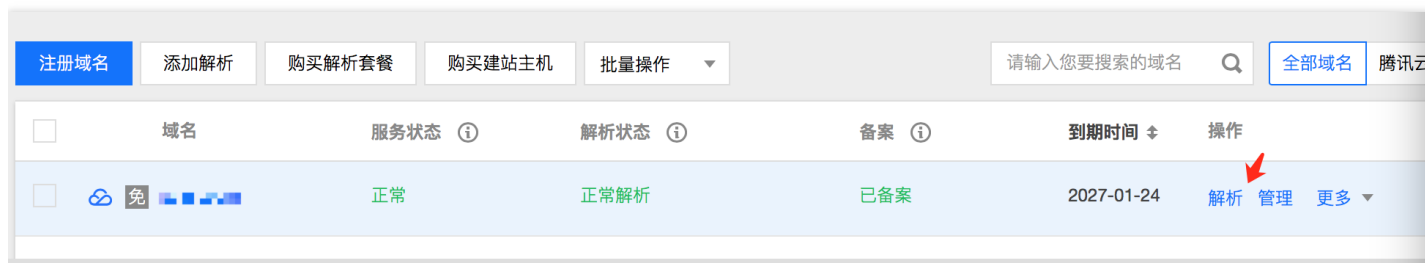 注册域名 添加解析 购买解析套餐 购买建站主机 批量操作 请输入您要搜索的域名 全部域名 腾讯云
域名 服务状态 解析状态 备案 到期时间 操作
免 正常 正常解析 已备案 2027-01-24 解析 管理 更多